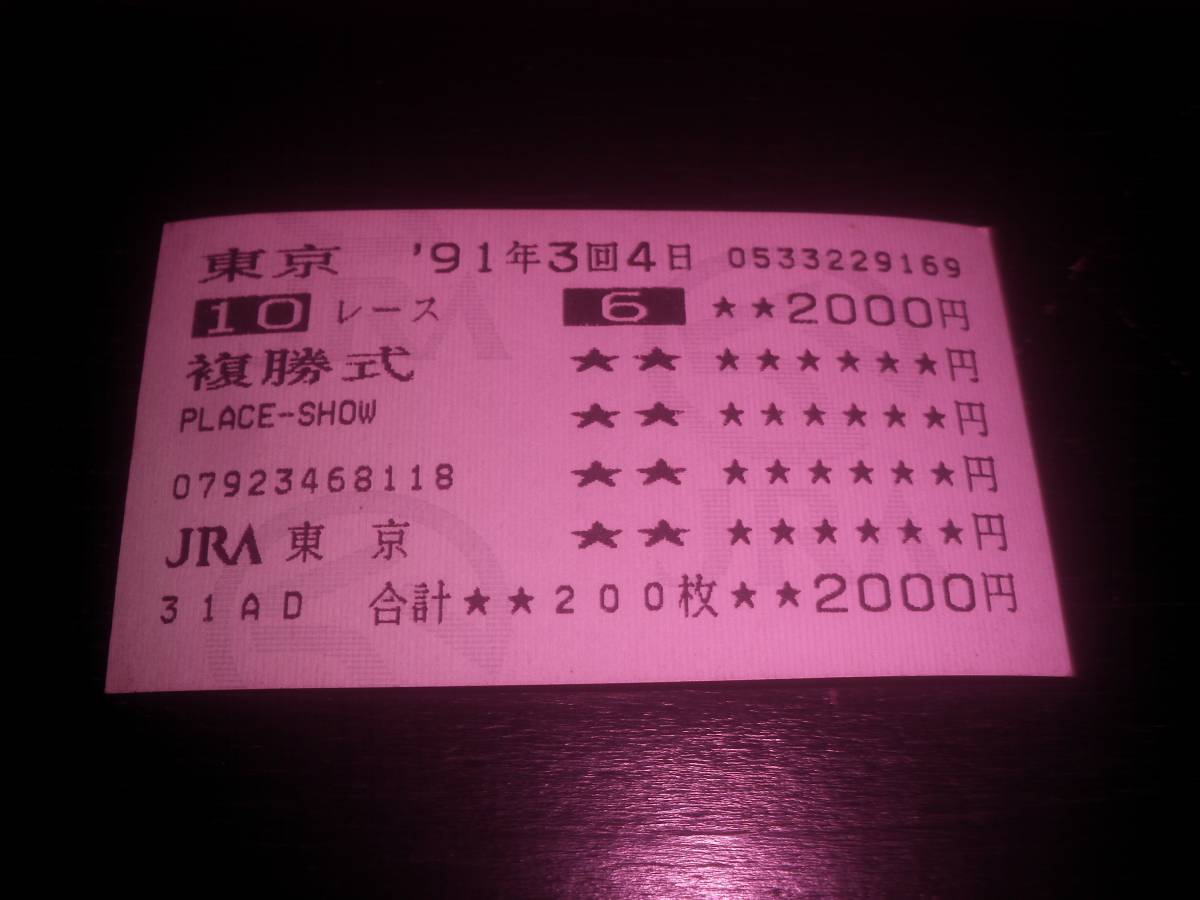 東京 '91年3回4日 0533229169
10 レース 6 ★★2000円
複勝式 ★★ ★★★★★★円
PLACE-SHOW ★★ ★★★★★★円
07923468118 ★★ ★★★★★★円
JRA 東京 ★★ ★★★★★★円
31AD 合計★★200枚★★2000円